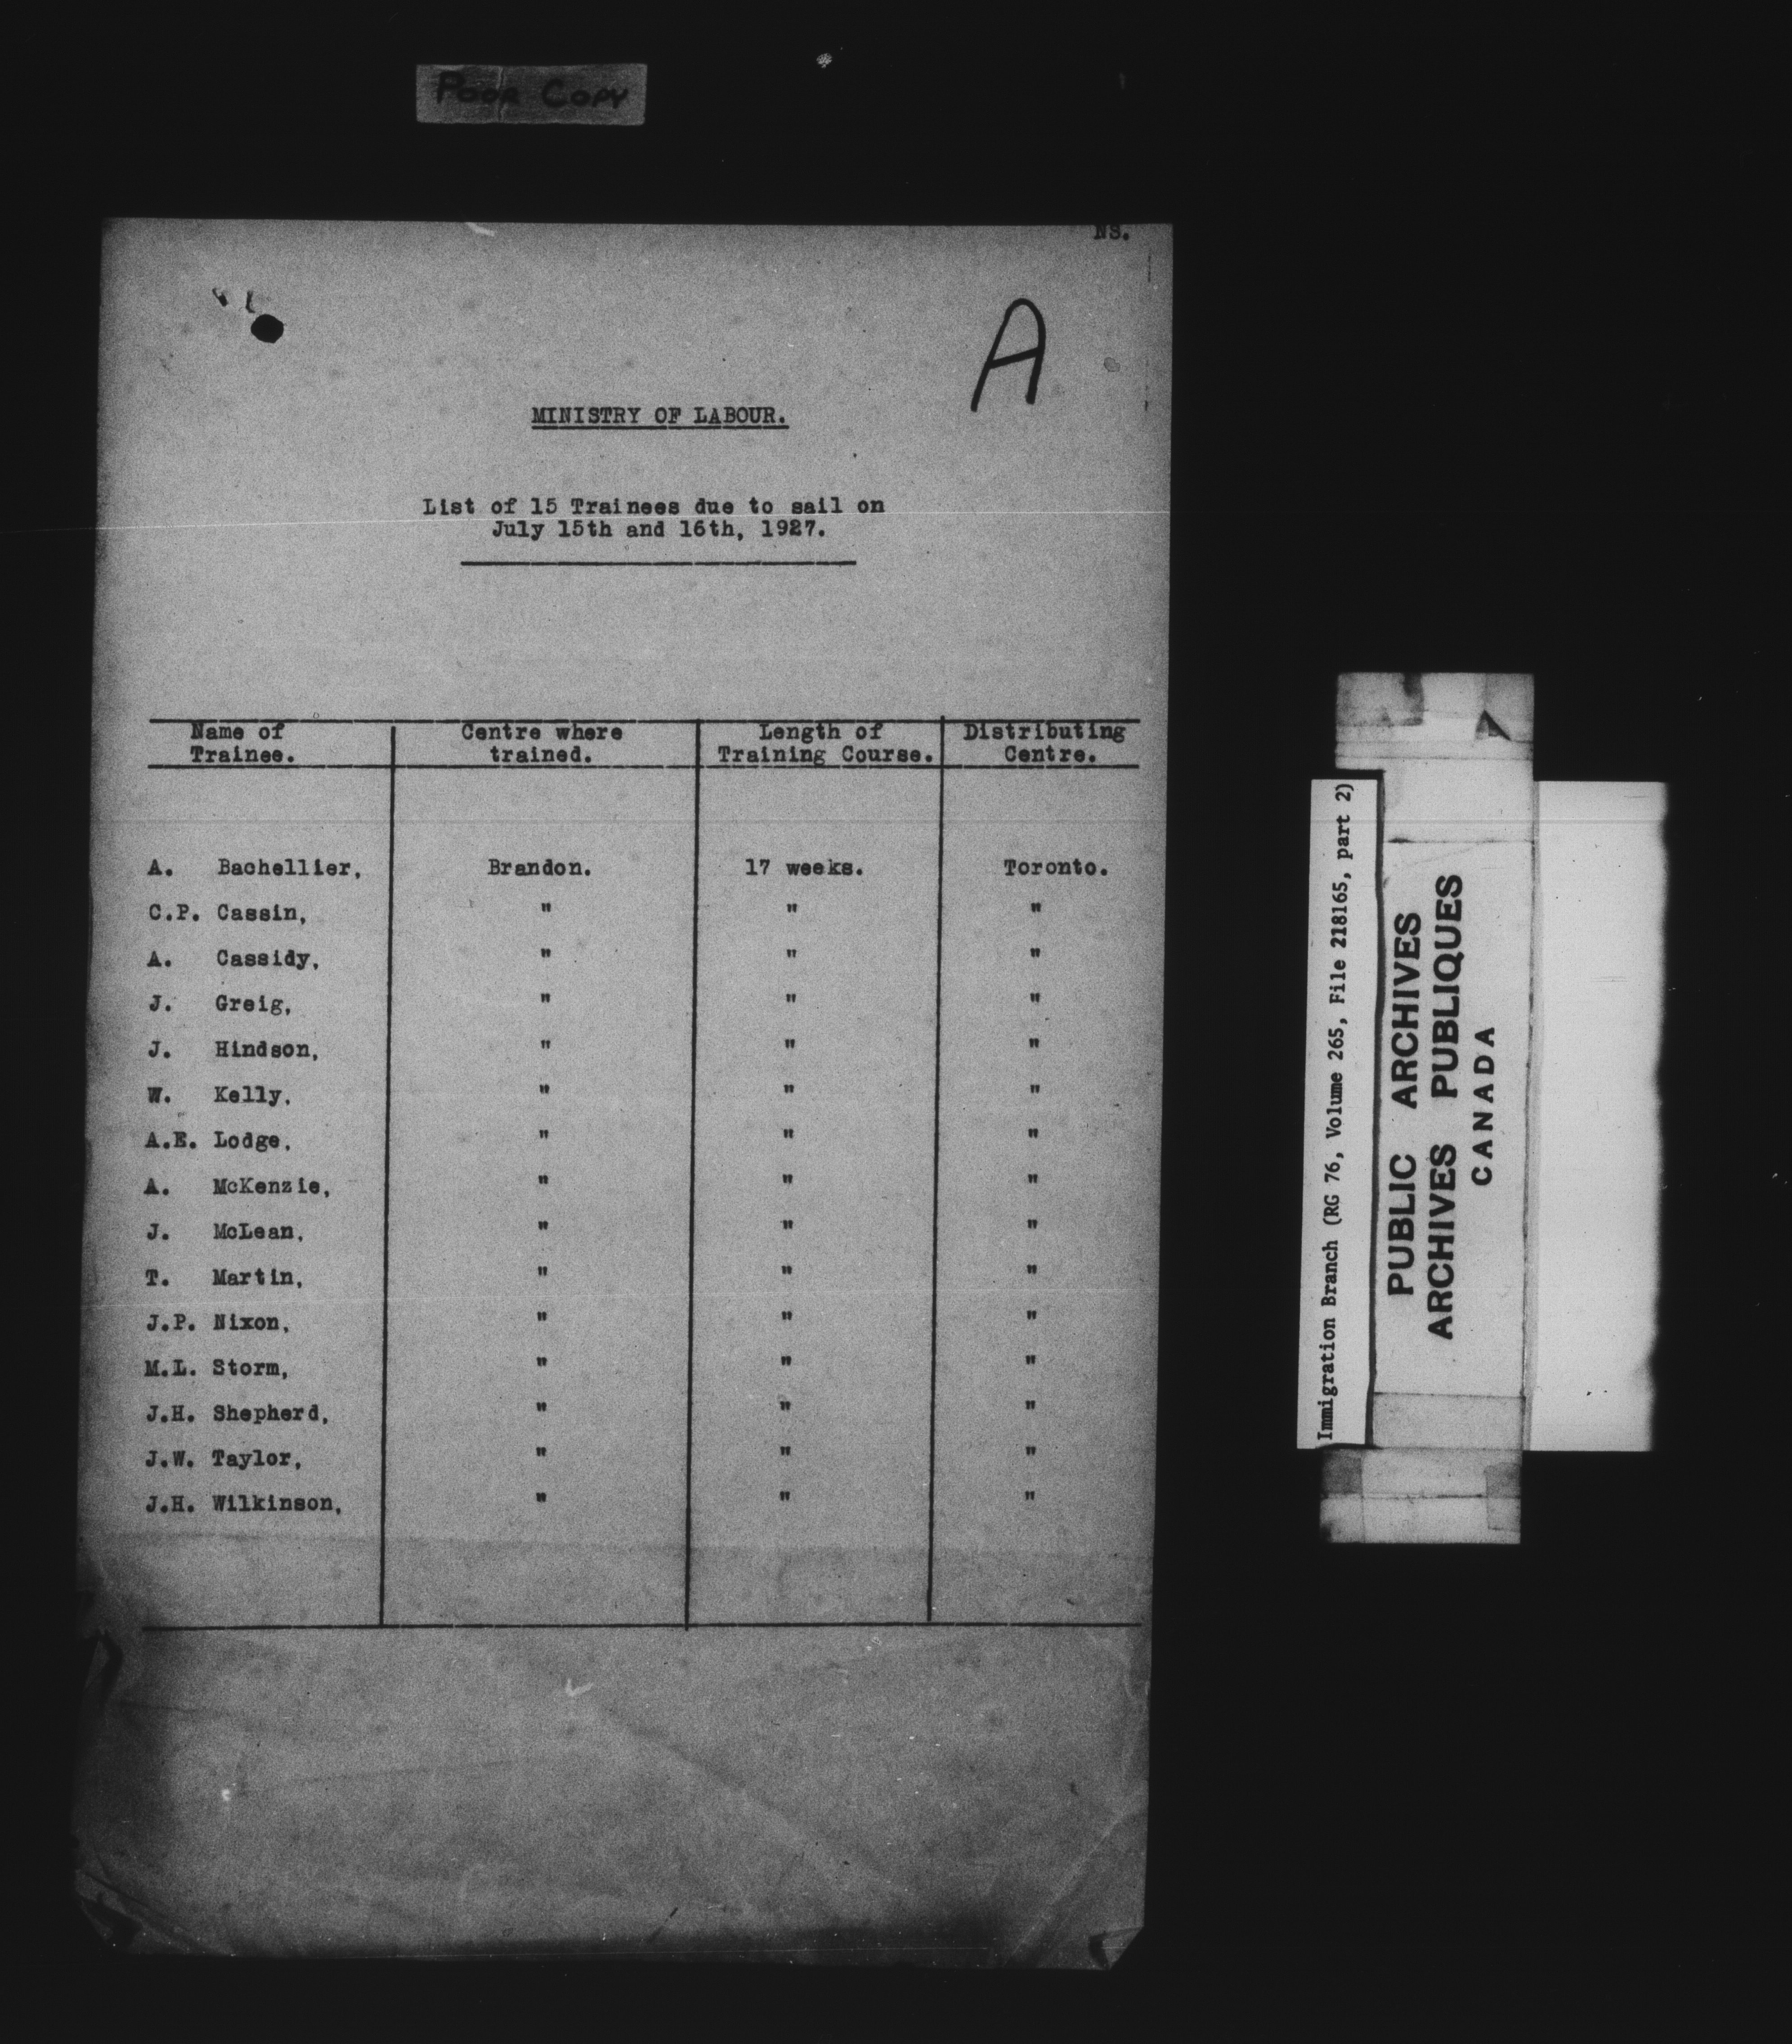 POOR COPY
NS.
A
MINISTRY OF LABOUR.
List of 15 Trainees due to sail on
July 15th and 16th, 1927.
Name of Trainee. Centre where trained. Length of Training Course. Distributing Centre.
A. Bachellier, Brandon. 17 weeks. Toronto.
C.P. Cassin, " " "
A. Cassidy, " " "
J. Greig, " " "
J. Hindson, " " "
W. Kelly, " " "
A.E. Lodge, " " "
A. McKenzie, " " "
J. McLean, " " "
T. Martin, " " "
J.P. Nixon, " " "
M.L. Storm, " " "
J.H. Shepherd, " " "
J.W. Taylor, " " "
J.H. Wilkinson, " " "
Immigration Branch (RG 76, Volume 265, File 218165, part 2)
PUBLIC ARCHIVES
ARCHIVES PUBLIQUES
CANADA